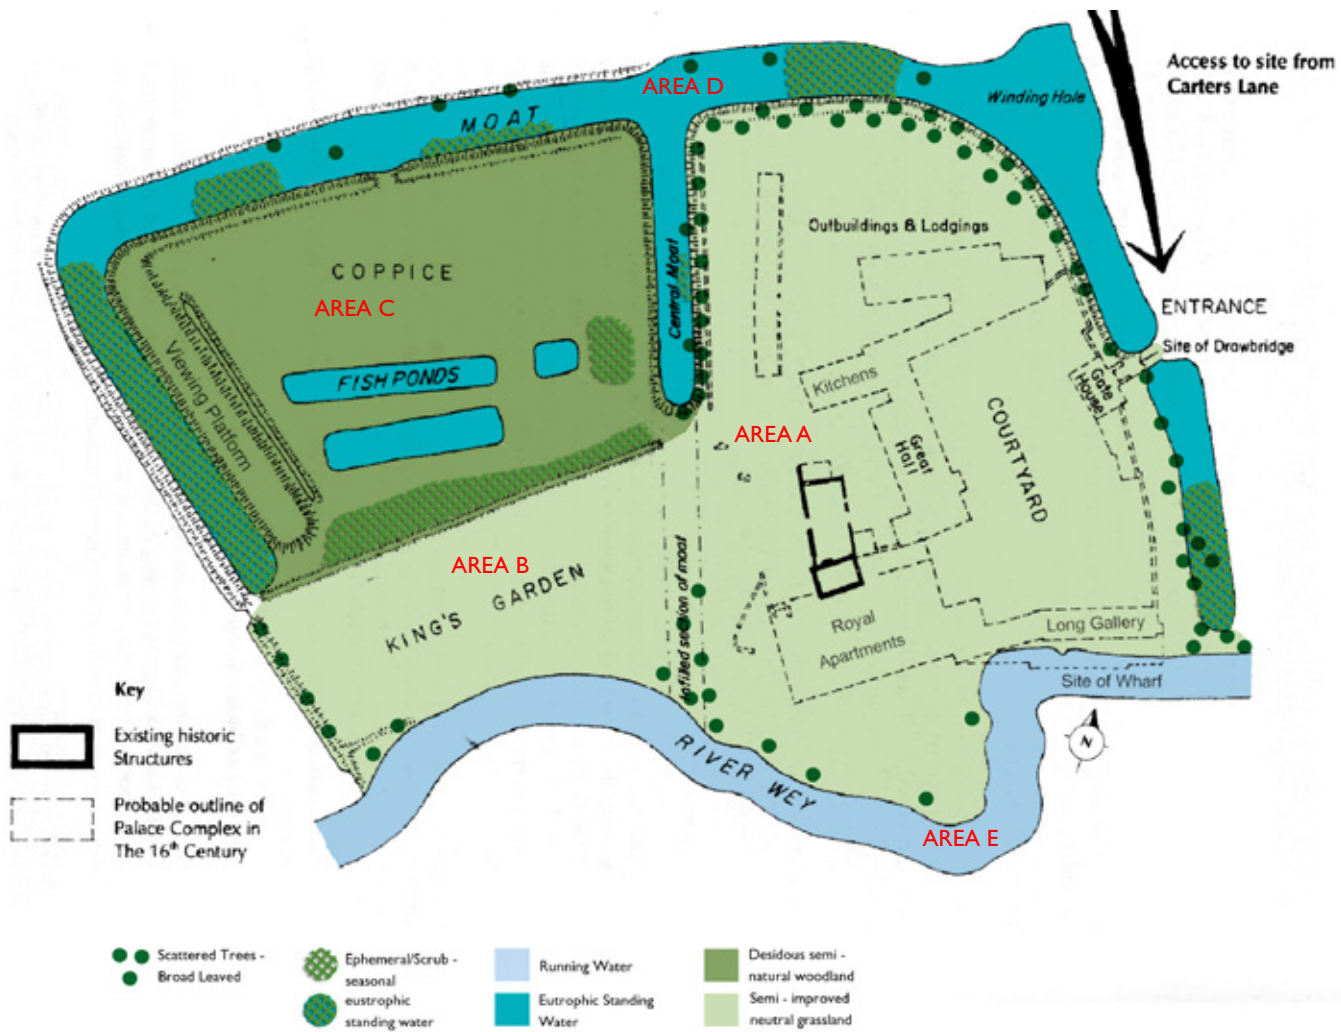 Access to site from
Carters Lane
AREA D
Winding Hole
MOAT
Outbuildings & Lodgings
COPPICE
AREA C
Central Moat
ENTRANCE
Site of Drawbridge
Viewing Platform
FISH PONDS
Kitchens
Gate
House
COURTYARD
AREA A
Great
Hall
AREA B
KING'S GARDEN
Infilled section of moat
Royal
Apartments
Long Gallery
Site of Wharf
N
RIVER WEY
AREA E
Key
Existing historic
Structures
Probable outline of
Palace Complex in
The 16th Century
Scattered Trees -
Broad Leaved
Ephemeral/Scrub -
seasonal
eustrophic
standing water
Running Water
Eutrophic Standing
Water
Desidous semi -
natural woodland
Semi - improved
neutral grassland